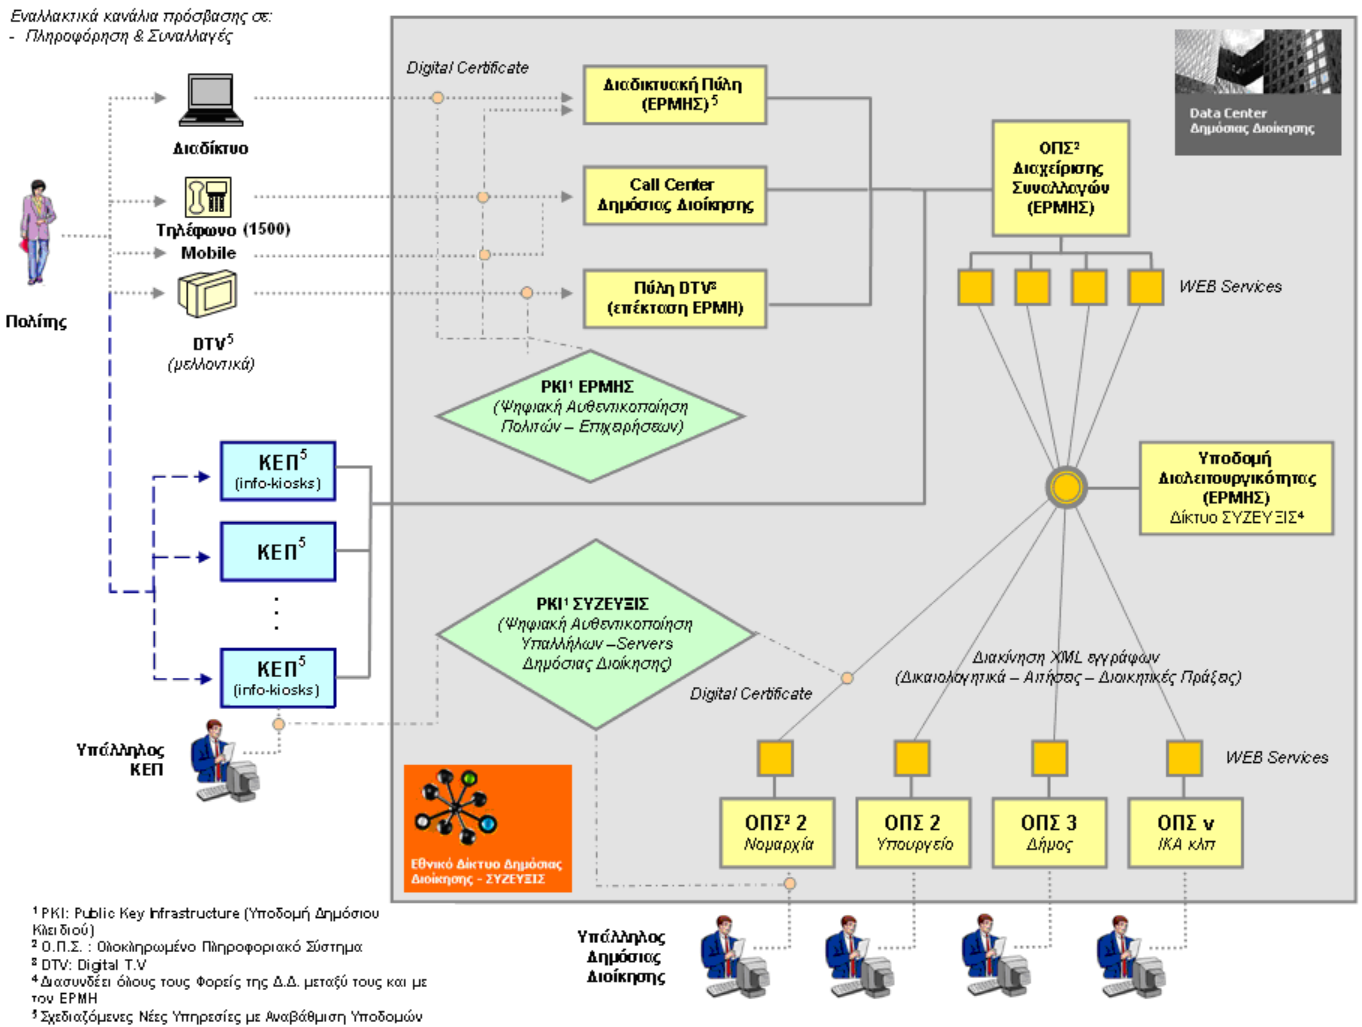 Εναλλακτικά κανάλια πρόσβασης σε:
- Πληροφόρηση & Συναλλαγές
Digital Certificate
Διαδικτυακή Πύλη
(ΕΡΜΗΣ)⁵
Data Center
Δημόσιας Διοίκησης
Διαδίκτυο
ΟΠΣ²
Διαχείρισης
Συναλλαγών
(ΕΡΜΗΣ)
Call Center
Δημόσιας Διοίκησης
Τηλέφωνο (1500)
Mobile
Πύλη DTV³
(επέκταση ΕΡΜΗ)
WEB Services
Πολίτης
DTV⁵
(μελλοντικά)
PKI¹ ΕΡΜΗΣ
(Ψηφιακή Αυθεντικοποίηση
Πολιτών – Επιχειρήσεων)
ΚΕΠ⁵
(info-kiosks)
Υποδομή
Διαλειτουργικότητας
(ΕΡΜΗΣ)
Δίκτυο ΣΥΖΕΥΞΙΣ⁴
ΚΕΠ⁵
PKI¹ ΣΥΖΕΥΞΙΣ
(Ψηφιακή Αυθεντικοποίηση
Υπαλλήλων –Servers
Δημόσιας Διοίκησης)
ΚΕΠ⁵
(info-kiosks)
Διακίνηση XML εγγράφων
(Δικαιολογητικά – Αιτήσεις – Διοικητικές Πράξεις)
Digital Certificate
Υπάλληλος
ΚΕΠ
WEB Services
ΟΠΣ² 2
Νομαρχία
ΟΠΣ 2
Υπουργείο
ΟΠΣ 3
Δήμος
ΟΠΣ ν
ΙΚΑ κλπ
Εθνικό Δίκτυο Δημόσιας
Διοίκησης - ΣΥΖΕΥΞΙΣ
Υπάλληλος
Δημόσιας
Διοίκησης
¹ PKI: Public Key Infrastructure (Υποδομή Δημόσιου
Κλειδιού)
² Ο.Π.Σ. : Ολοκληρωμένο Πληροφοριακό Σύστημα
³ DTV: Digital T.V
⁴ Διασυνδέει όλους τους Φορείς της Δ.Δ. μεταξύ τους και με
τον ΕΡΜΗ
⁵ Σχεδιαζόμενες Νέες Υπηρεσίες με Αναβάθμιση Υποδομών